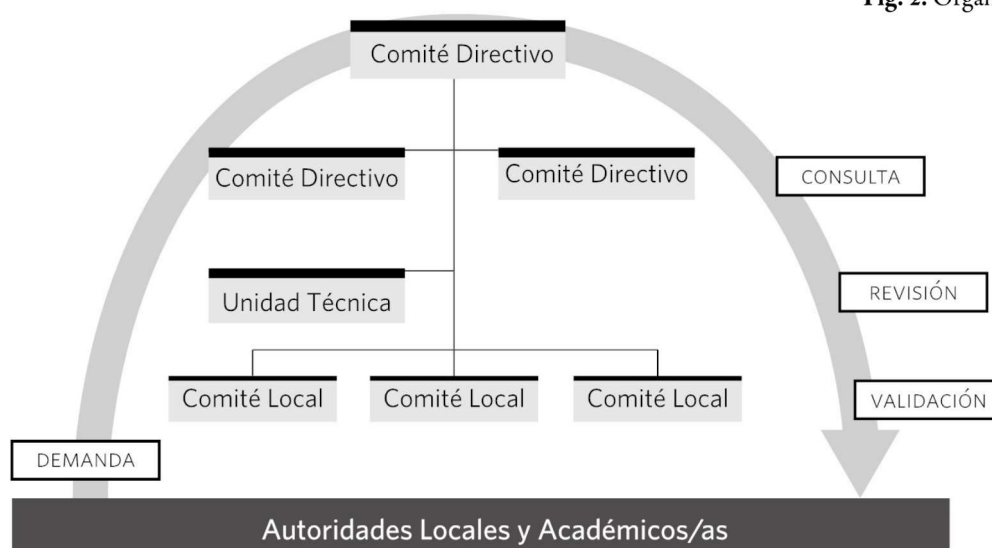 Fig. 2. Organ
Comité Directivo
Comité Directivo
Comité Directivo
CONSULTA
Unidad Técnica
REVISIÓN
Comité Local
Comité Local
Comité Local
VALIDACIÓN
DEMANDA
Autoridades Locales y Académicos/as